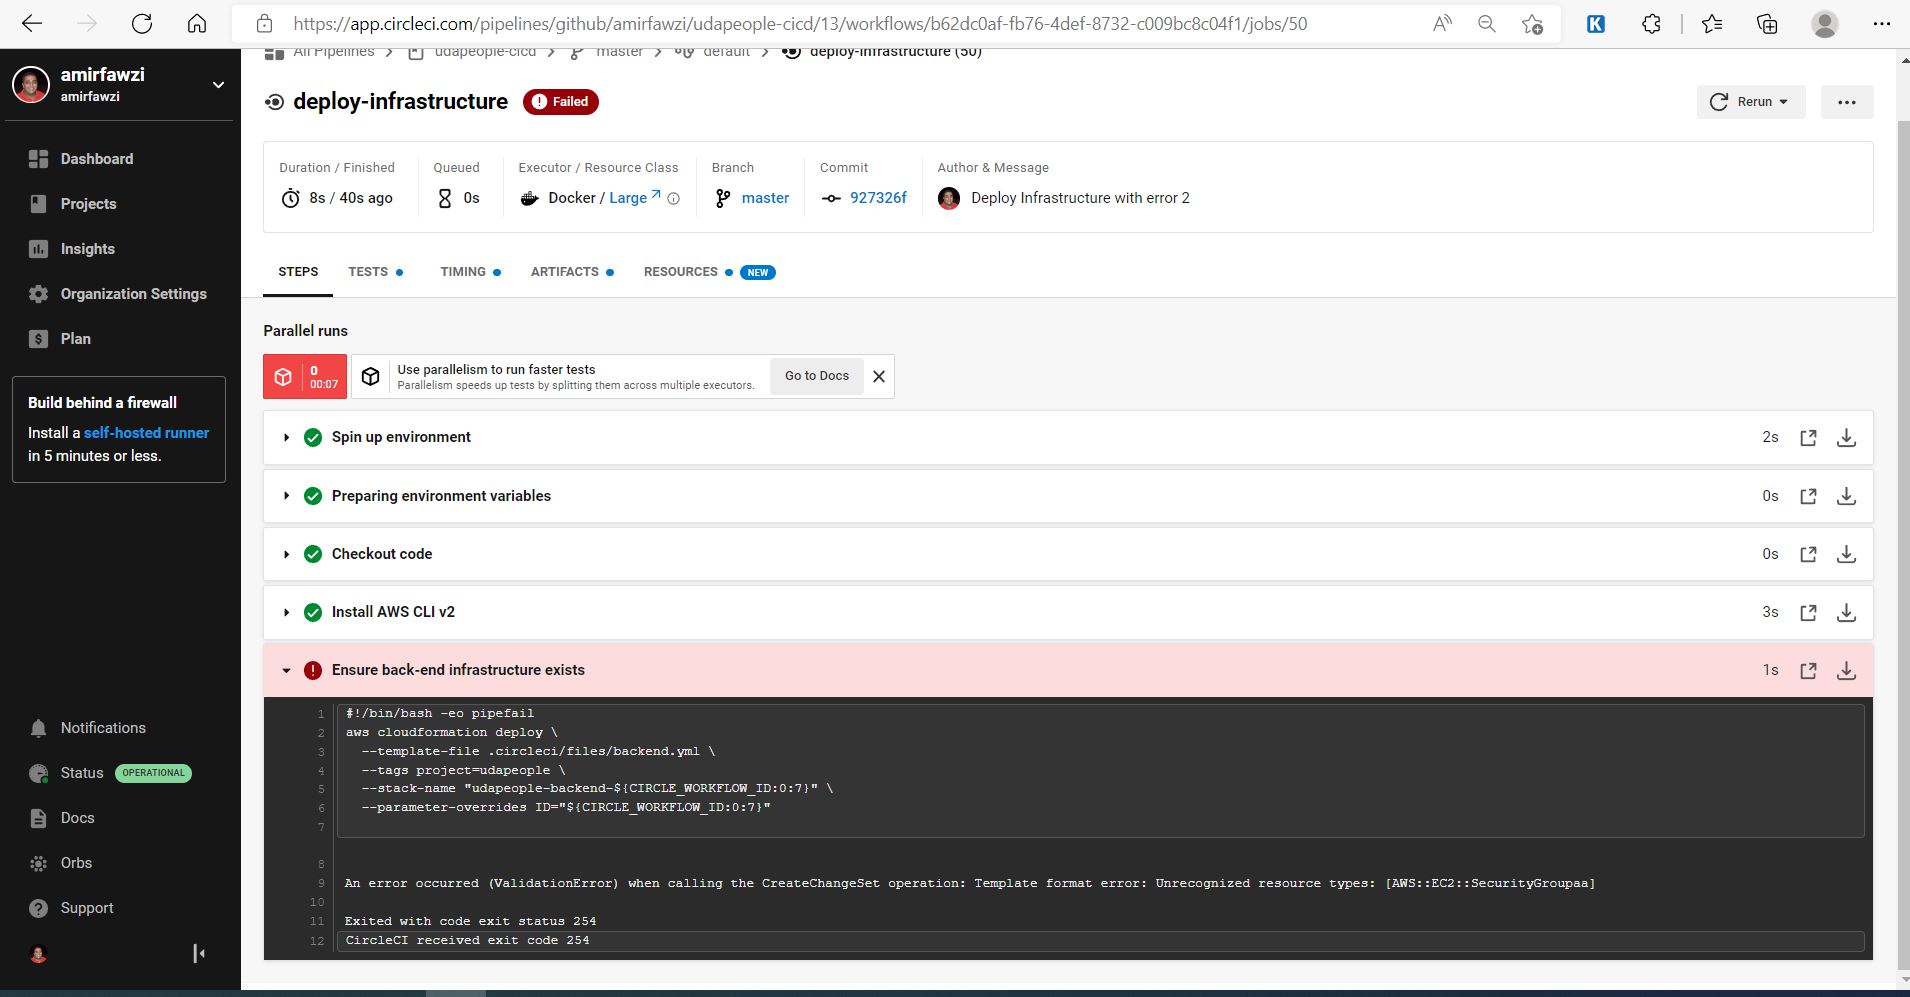 https://app.circleci.com/pipelines/github/amirfawzi/udapeople-cicd/13/workflows/b62dc0af-fb76-4def-8732-c009bc8c04f1/jobs/50
All Pipelines > udapeople-cicd > master > default > deploy-infrastructure (50)
amirfawzi
amirfawzi
Dashboard
Projects
Insights
Organization Settings
Plan
Build behind a firewall
Install a self-hosted runner
in 5 minutes or less.
Notifications
Status OPERATIONAL
Docs
Orbs
Support
deploy-infrastructure Failed
Rerun
Duration / Finished Queued Executor / Resource Class Branch Commit Author & Message
8s / 40s ago 0s Docker / Large master 927326f Deploy Infrastructure with error 2
STEPS TESTS TIMING ARTIFACTS RESOURCES NEW
Parallel runs
0
00:07
Use parallelism to run faster tests
Parallelism speeds up tests by splitting them across multiple executors.
Go to Docs
Spin up environment 2s
Preparing environment variables 0s
Checkout code 0s
Install AWS CLI v2 3s
Ensure back-end infrastructure exists 1s
1 #!/bin/bash -eo pipefail
2 aws cloudformation deploy \
3 --template-file .circleci/files/backend.yml \
4 --tags project=udapeople \
5 --stack-name "udapeople-backend-${CIRCLE_WORKFLOW_ID:0:7}" \
6 --parameter-overrides ID="${CIRCLE_WORKFLOW_ID:0:7}"
7
8
9 An error occurred (ValidationError) when calling the CreateChangeSet operation: Template format error: Unrecognized resource types: [AWS::EC2::SecurityGroupaa]
10
11 Exited with code exit status 254
12 CircleCI received exit code 254